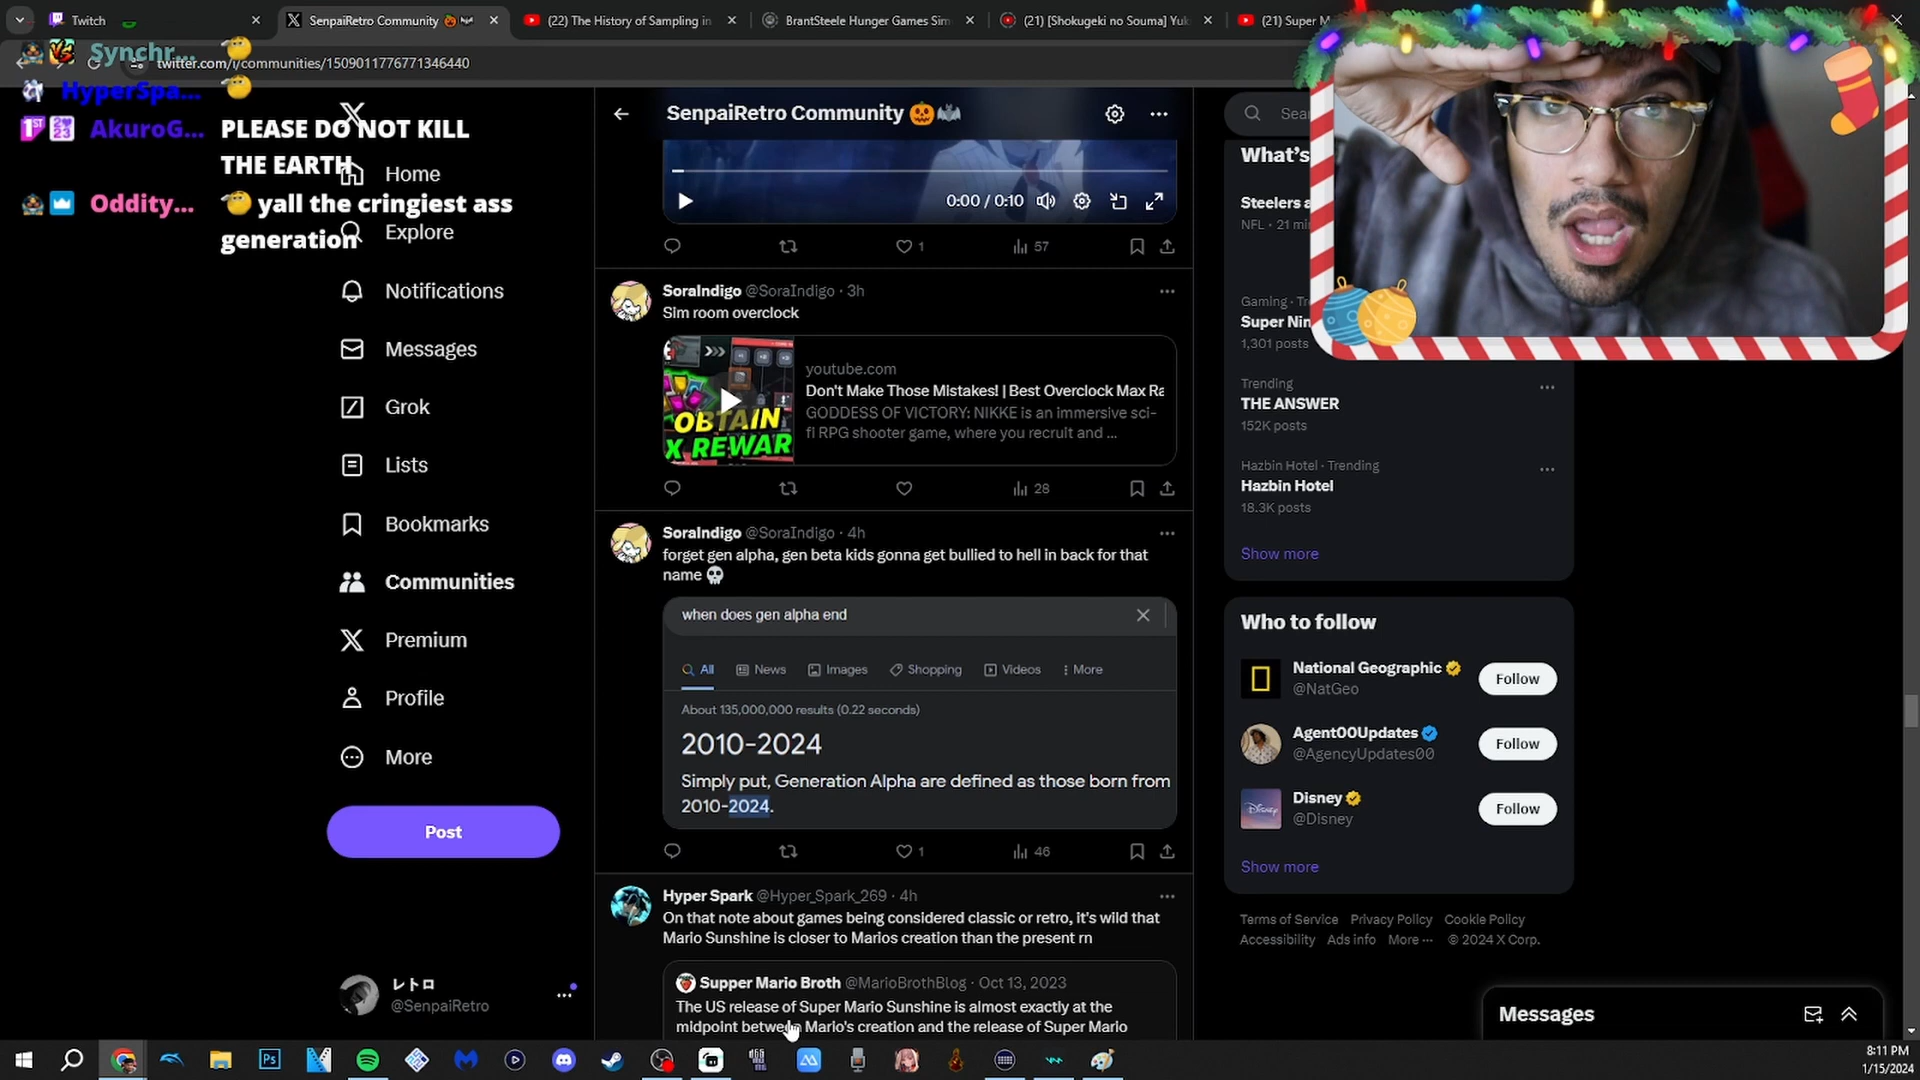 Twitch
SenpaiRetro Community
(22) The History of Sampling in
BrantSteele Hunger Games Sim
(21) [Shokugeki no Souma] Yuk
(21) Super M
twitter.com/i/communities/1509011776771346440
Synchr...
HyperSpa...
AkuroG...
PLEASE DO NOT KILL
THE EARTH
Oddity...
yall the cringiest ass
generation
Home
Explore
Notifications
Messages
Grok
Lists
Bookmarks
Communities
Premium
Profile
More
Post
レトロ
@SenpaiRetro
SenpaiRetro Community 🎃🦇
0:00 / 0:10
1
57
SoraIndigo @SoraIndigo · 3h
Sim room overclock
OBTAIN
X REWAR
youtube.com
Don't Make Those Mistakes! | Best Overclock Max Ra
GODDESS OF VICTORY: NIKKE is an immersive sci-
fi RPG shooter game, where you recruit and ...
28
SoraIndigo @SoraIndigo · 4h
forget gen alpha, gen beta kids gonna get bullied to hell in back for that
name 💀
when does gen alpha end
All News Images Shopping Videos More
About 135,000,000 results (0.22 seconds)
2010-2024
Simply put, Generation Alpha are defined as those born from
2010-2024.
1
46
Hyper Spark @Hyper_Spark_269 · 4h
On that note about games being considered classic or retro, it's wild that
Mario Sunshine is closer to Marios creation than the present rn
Supper Mario Broth @MarioBrothBlog · Oct 13, 2023
The US release of Super Mario Sunshine is almost exactly at the
midpoint between Mario's creation and the release of Super Mario
What's
Steelers
NFL · 21 mi
Gaming
Super Nin
1,301 posts
Trending
THE ANSWER
152K posts
Hazbin Hotel · Trending
Hazbin Hotel
18.3K posts
Show more
Who to follow
National Geographic
@NatGeo
Follow
Agent00Updates
@AgencyUpdates00
Follow
Disney
@Disney
Follow
Show more
Terms of Service Privacy Policy Cookie Policy
Accessibility Ads info More ··· © 2024 X Corp.
Messages
8:11 PM
1/15/2024